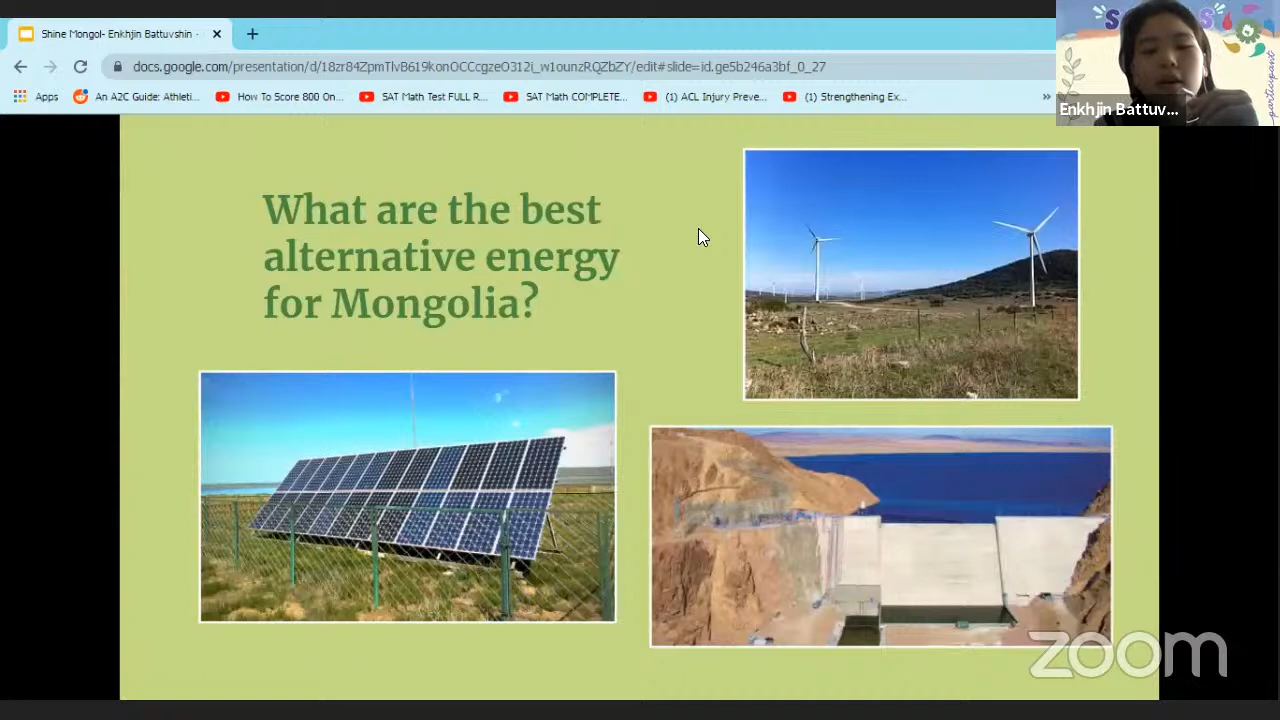 Shine Mongol- Enkhjin Battuvshin -
docs.google.com/presentation/d/18zr84ZpmTlvB619konOCCcgzeO312i_w1ounzRQZbZY/edit#slide=id.ge5b246a3bf_0_27
Apps An A2C Guide: Athleti... How To Score 800 On... SAT Math Test FULL R... SAT Math COMPLETE... (1) ACL Injury Preve... (1) Strengthening Ex... »
Enkhjin Battuv...
participant
What are the best
alternative energy
for Mongolia?
zoom